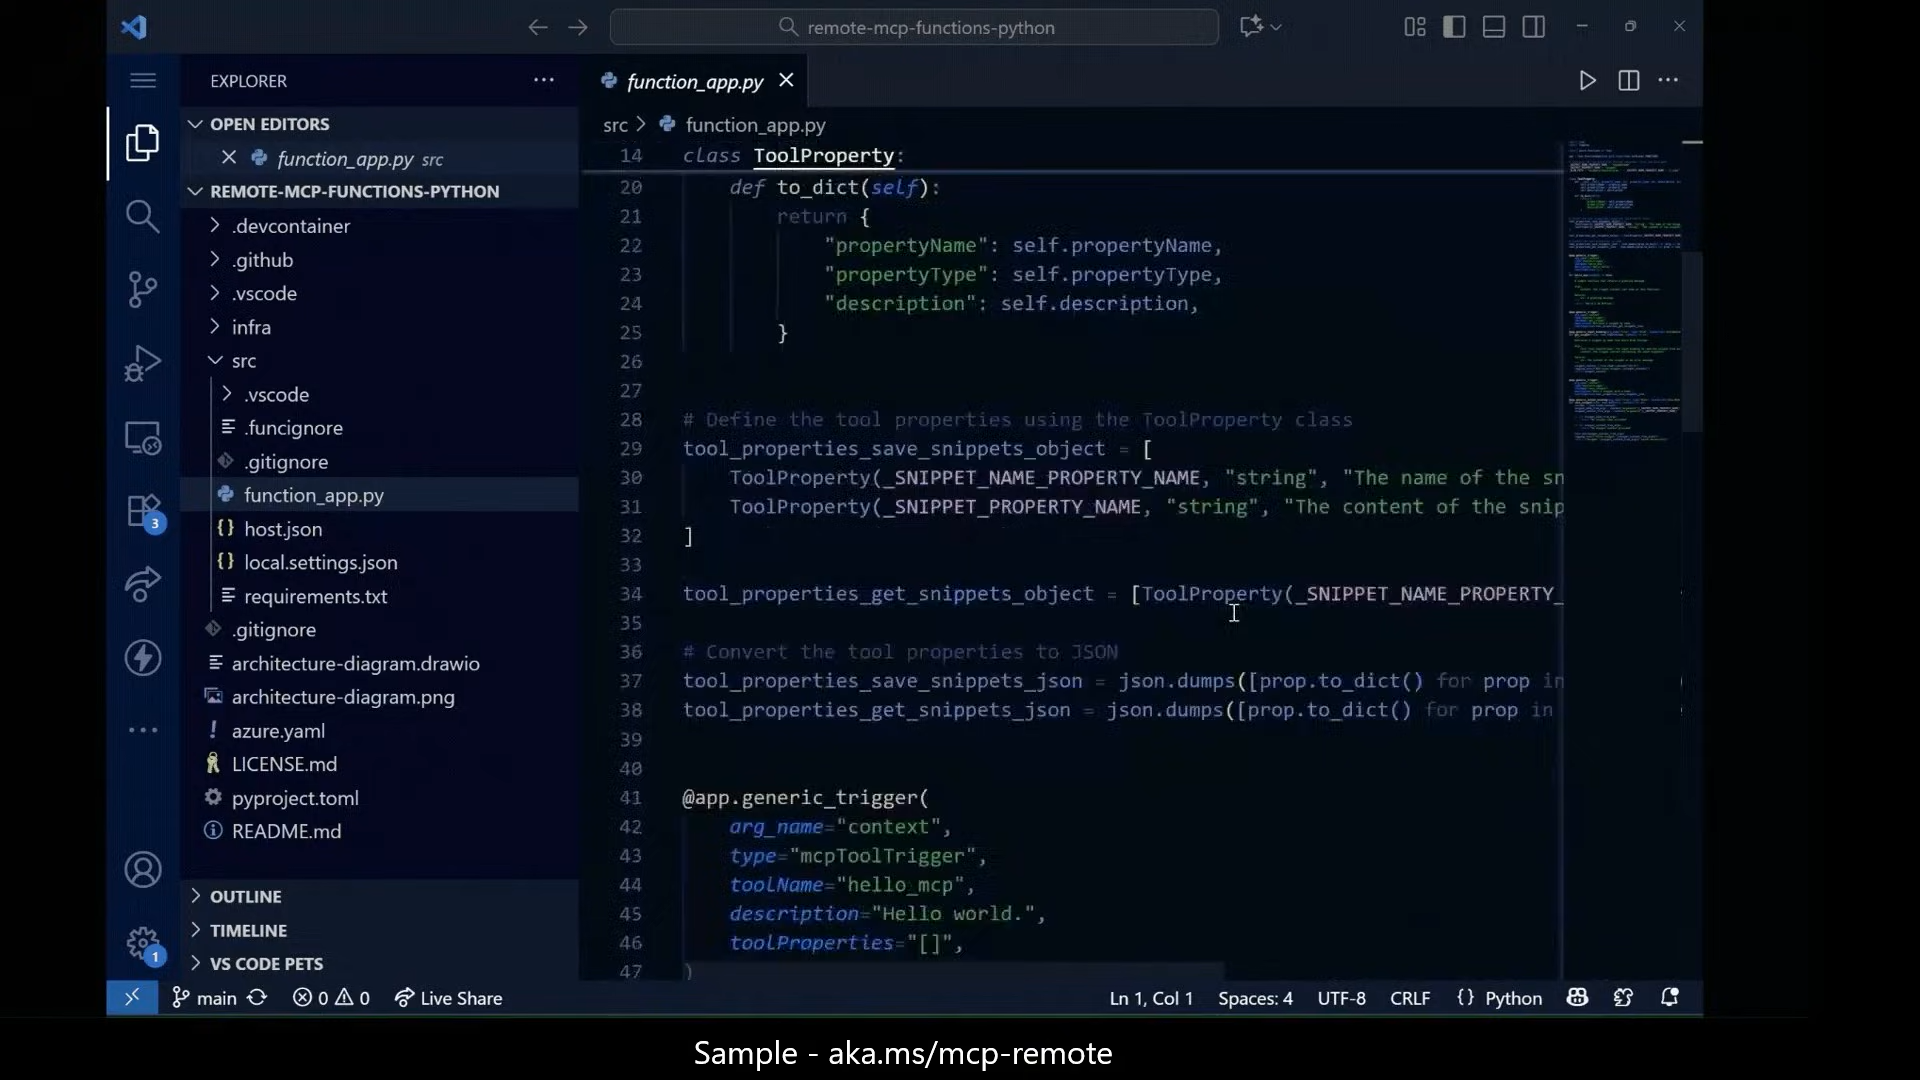 remote-mcp-functions-python
EXPLORER
function_app.py
OPEN EDITORS
function_app.py src
REMOTE-MCP-FUNCTIONS-PYTHON
.devcontainer
.github
.vscode
infra
src
.vscode
.funcignore
.gitignore
function_app.py
host.json
local.settings.json
requirements.txt
.gitignore
architecture-diagram.drawio
architecture-diagram.png
azure.yaml
LICENSE.md
pyproject.toml
README.md
OUTLINE
TIMELINE
VS CODE PETS
3
1
src > function_app.py
14 class ToolProperty:
20 def to_dict(self):
21 return {
22 "propertyName": self.propertyName,
23 "propertyType": self.propertyType,
24 "description": self.description,
25 }
26
27
28 # Define the tool properties using the ToolProperty class
29 tool_properties_save_snippets_object = [
30 ToolProperty(_SNIPPET_NAME_PROPERTY_NAME, "string", "The name of the sn
31 ToolProperty(_SNIPPET_PROPERTY_NAME, "string", "The content of the snip
32 ]
33
34 tool_properties_get_snippets_object = [ToolProperty(_SNIPPET_NAME_PROPERTY_
35
36 # Convert the tool properties to JSON
37 tool_properties_save_snippets_json = json.dumps([prop.to_dict() for prop in
38 tool_properties_get_snippets_json = json.dumps([prop.to_dict() for prop in
39
40
41 @app.generic_trigger(
42 arg_name="context",
43 type="mcpToolTrigger",
44 toolName="hello_mcp",
45 description="Hello world.",
46 toolProperties="[]",
47 )
main 0 0 Live Share
Ln 1, Col 1 Spaces: 4 UTF-8 CRLF {} Python
Sample - aka.ms/mcp-remote